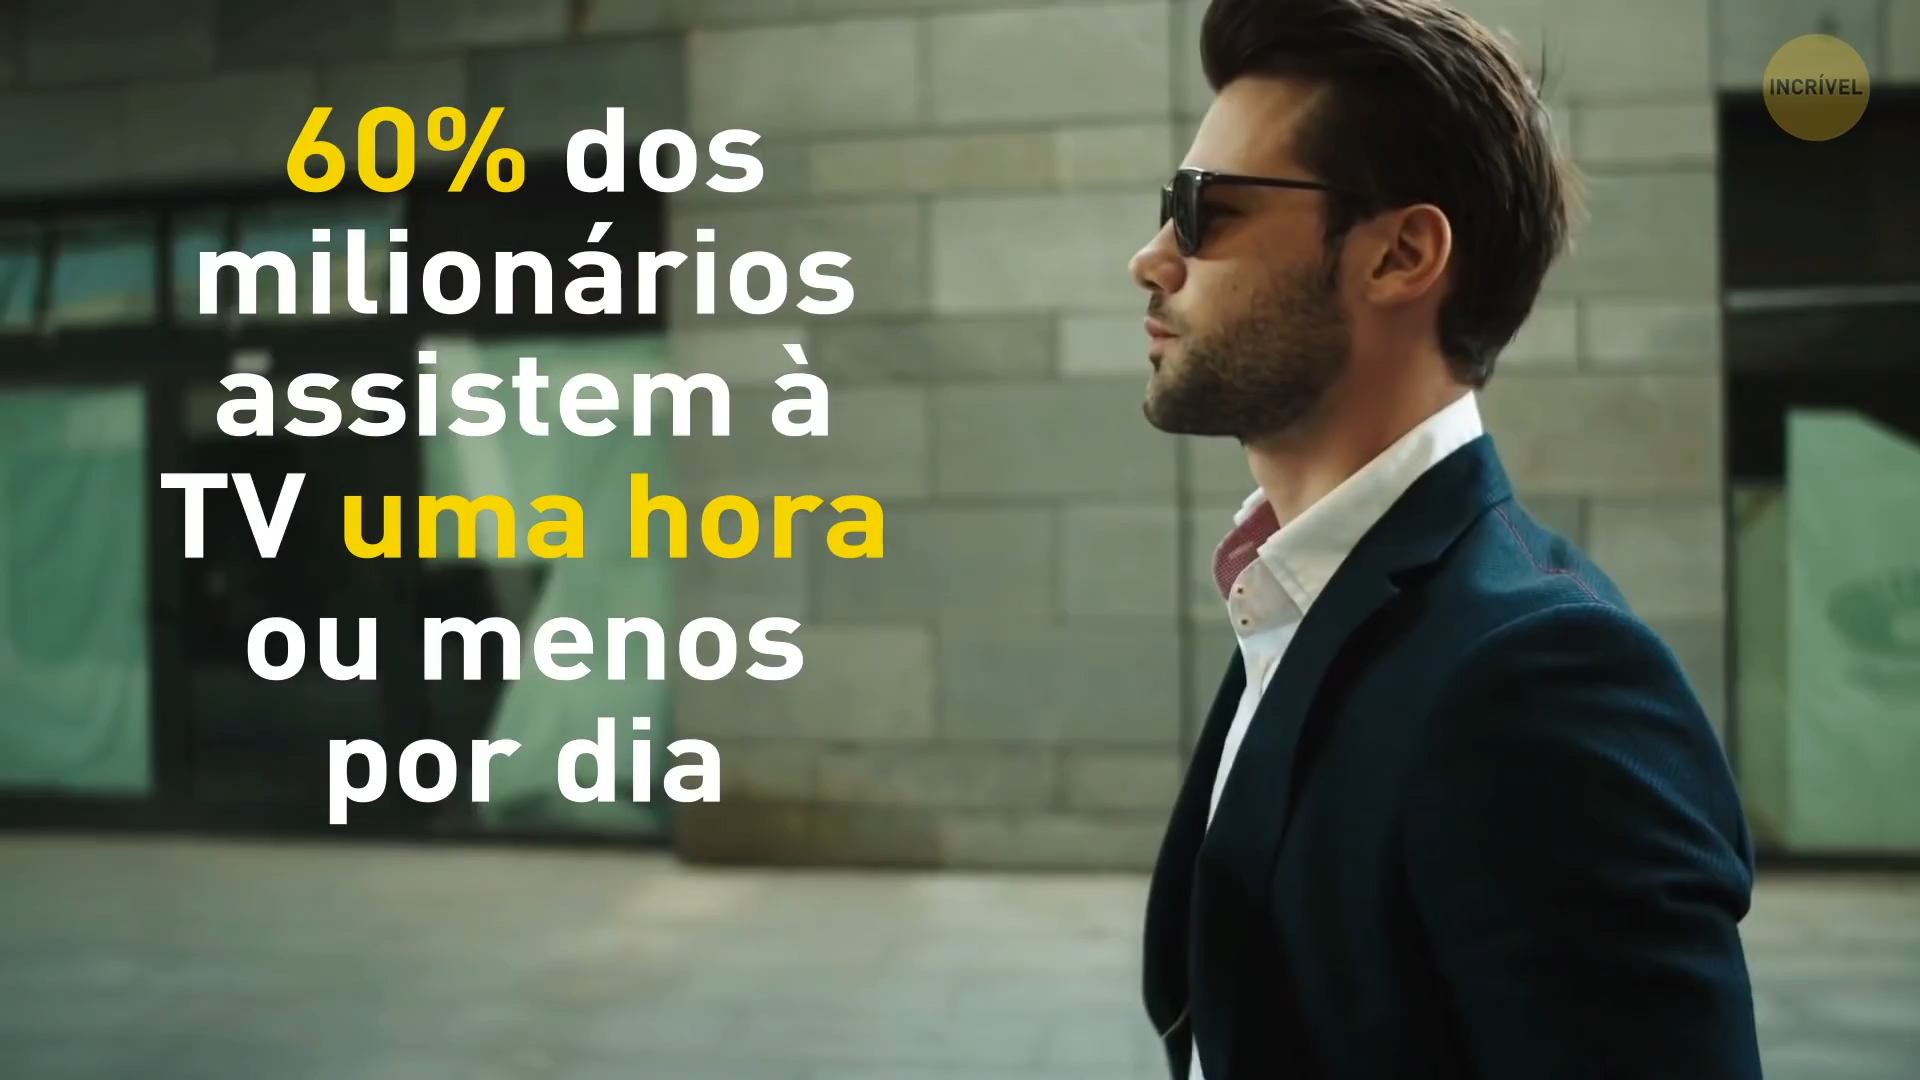 INCRÍVEL
60% dos
milionários
assistem à
TV uma hora
ou menos
por dia